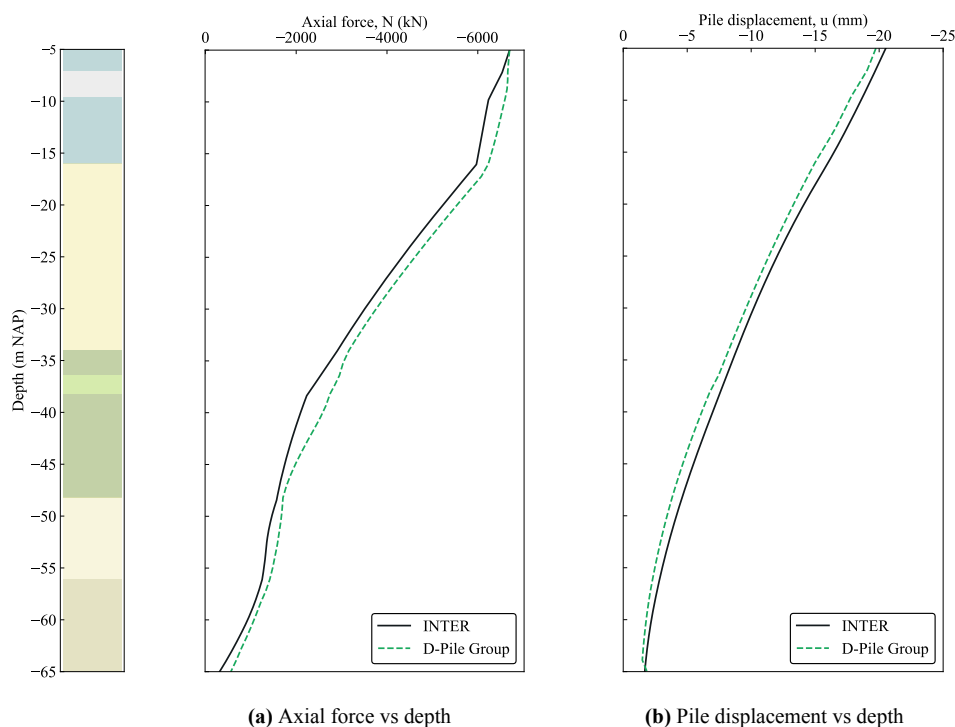 Axial force, N (kN)
0 −2000 −4000 −6000
Pile displacement, u (mm)
0 −5 −10 −15 −20 −25
Depth (m NAP)
−5
−10
−15
−20
−25
−30
−35
−40
−45
−50
−55
−60
−65
INTER
D-Pile Group
INTER
D-Pile Group
(a) Axial force vs depth
(b) Pile displacement vs depth